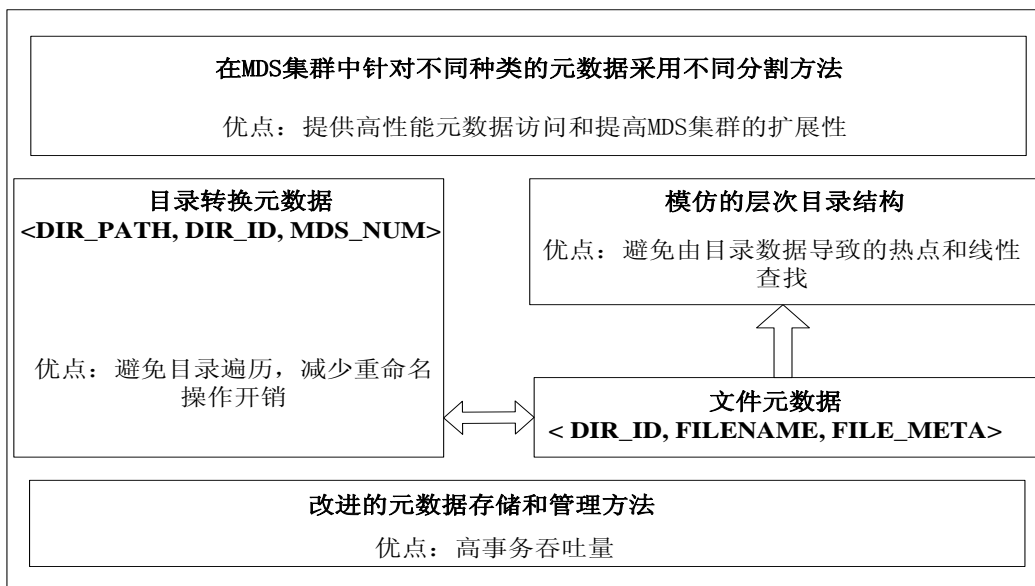 在MDS集群中针对不同种类的元数据采用不同分割方法
优点：提供高性能元数据访问和提高MDS集群的扩展性
目录转换元数据
<DIR_PATH, DIR_ID, MDS_NUM>
优点：避免目录遍历，减少重命名
操作开销
模仿的层次目录结构
优点：避免由目录数据导致的热点和线性
查找
文件元数据
< DIR_ID, FILENAME, FILE_META>
改进的元数据存储和管理方法
优点：高事务吞吐量